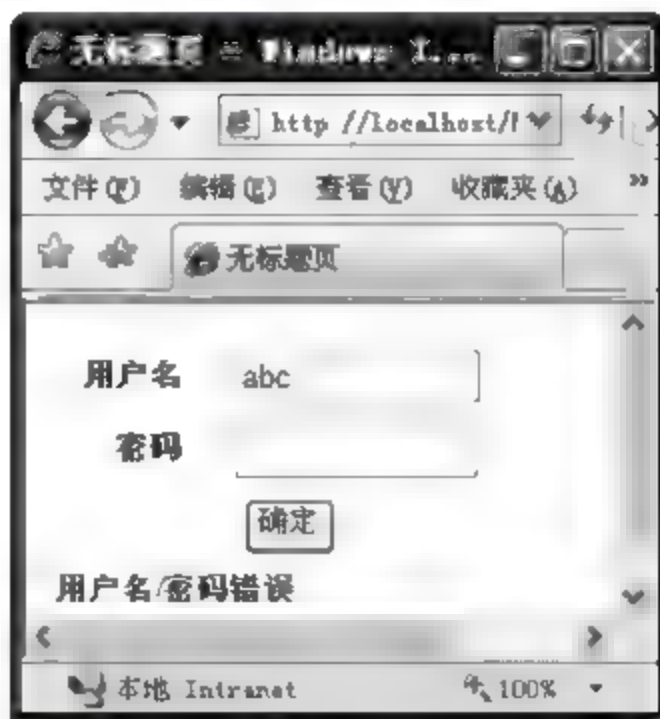 无标题页 - Windows I...
http //localhost/
文件(F) 编辑(E) 查看(V) 收藏夹(A) »
无标题页
用户名 abc
密码
确定
用户名/密码错误
本地 Intranet 100%